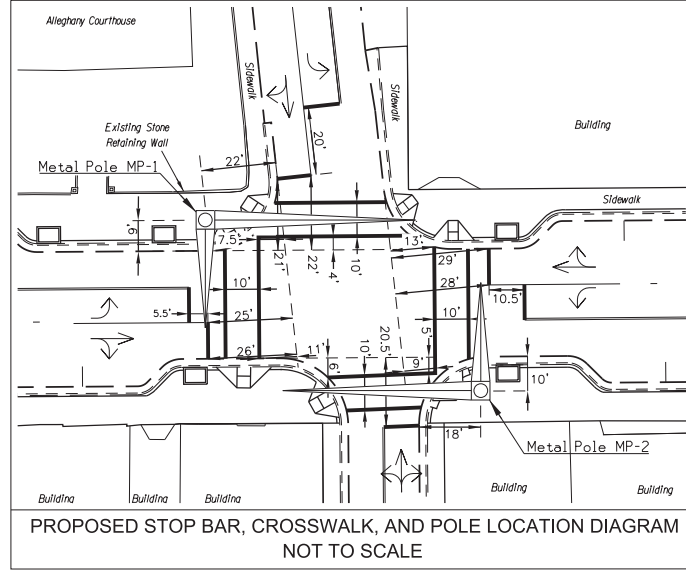 Alleghany Courthouse
Sidewalk
Sidewalk
Building
Existing Stone
Retaining Wall
20'
22'
Metal Pole MP-1
Sidewalk
6'
7.5'
13'
21'
22'
4'
10'
29'
28'
10'
5.5'
25'
10'
10.5'
26'
11'
6'
10'
20.5'
5'
9'
10'
18'
Metal Pole MP-2
Building
Building
Building
Building
Building
PROPOSED STOP BAR, CROSSWALK, AND POLE LOCATION DIAGRAM
NOT TO SCALE